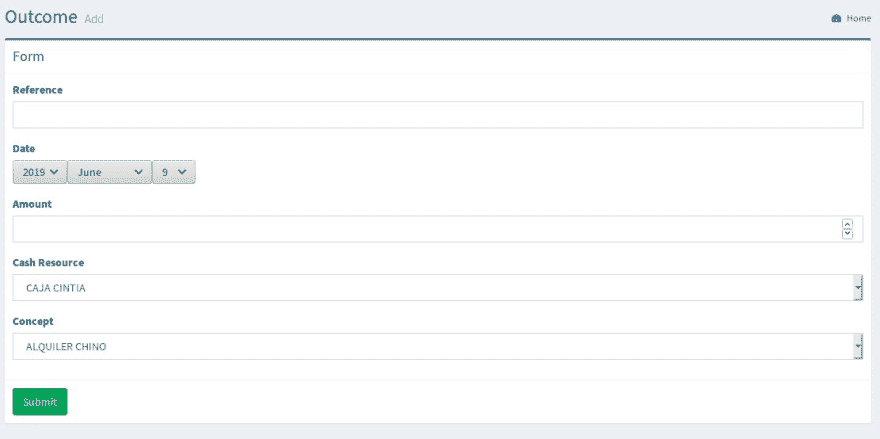 Outcome Add Home
Form
Reference
Date
2019 June 9
Amount
Cash Resource
CAJA CINTIA
Concept
ALQUILER CHINO
Submit